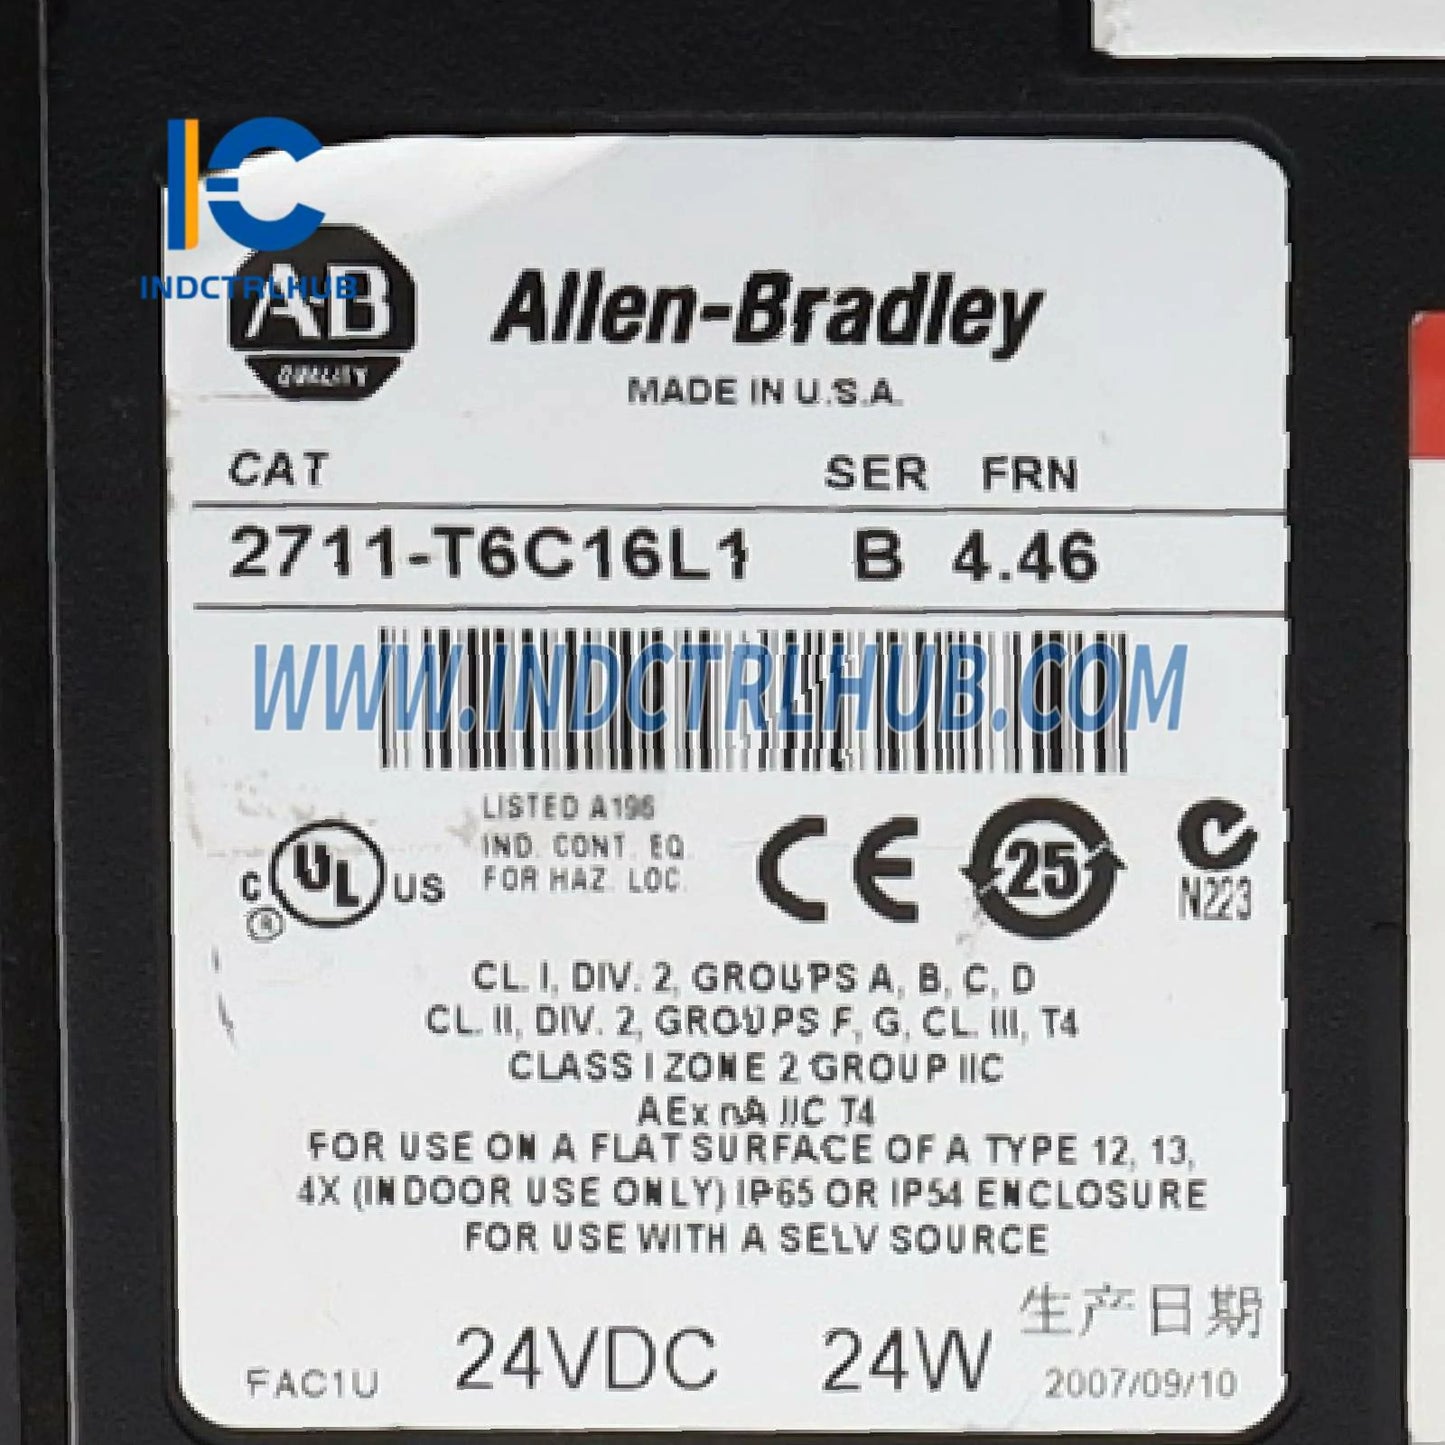 INDCTRLHUB
AB
QUALITY
Allen-Bradley
MADE IN U.S.A.
CAT SER FRN
2711-T6C16L1 B 4.46
WWW.INDCTRLHUB.COM
LISTED A196
IND. CONT. EQ.
FOR HAZ. LOC.
C UL US
CE
25
N223
CL. I, DIV. 2, GROUPS A, B, C, D
CL. II, DIV. 2, GROUPS F, G, CL. III, T4
CLASS I ZONE 2 GROUP IIC
AEx nA IIC T4
FOR USE ON A FLAT SURFACE OF A TYPE 12, 13,
4X (INDOOR USE ONLY) IP65 OR IP54 ENCLOSURE
FOR USE WITH A SELV SOURCE
生产日期
FAC1U 24VDC 24W 2007/09/10